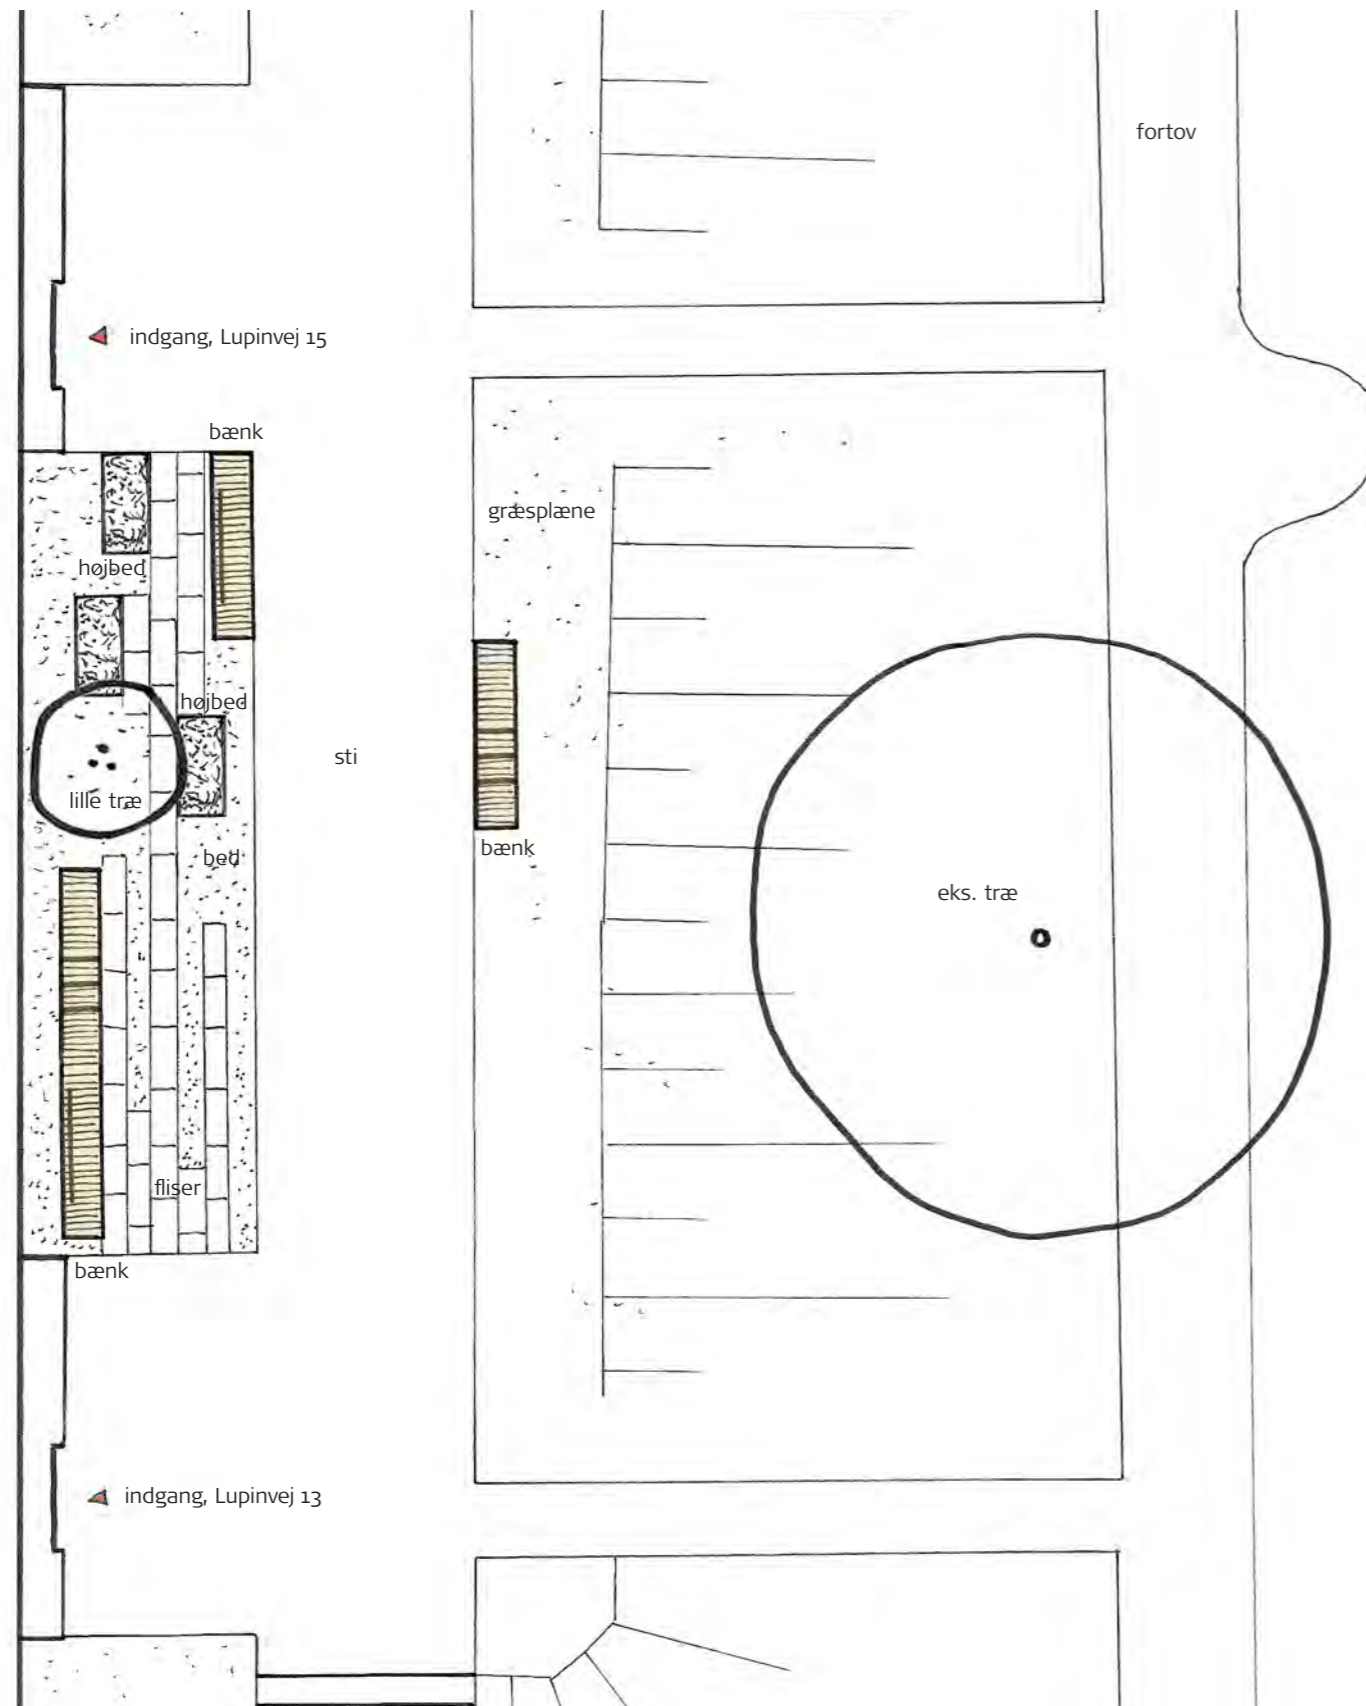 fortov
indgang, Lupinvej 15
bænk
græsplæne
højbed
højbed
sti
lille træ
bænk
bed
eks. træ
fliser
bænk
indgang, Lupinvej 13